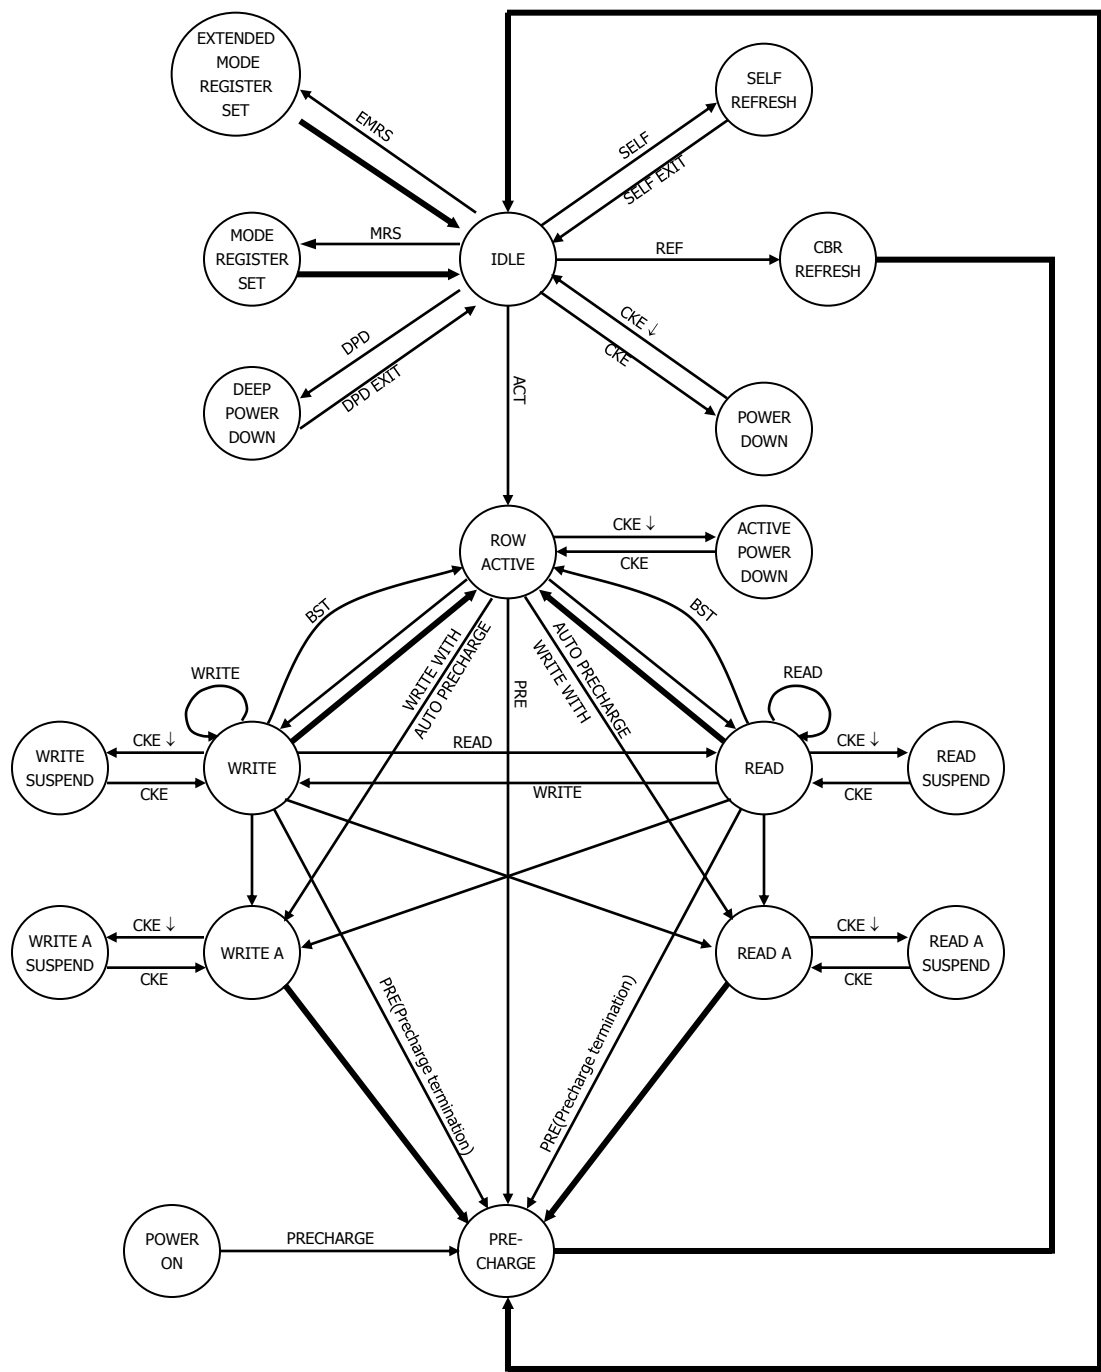 EXTENDED
MODE
REGISTER
SET
EMRS
SELF
REFRESH
SELF
SELF EXIT
MODE
REGISTER
SET
MRS
IDLE
REF
CBR
REFRESH
DPD
DPD EXIT
CKE ↓
CKE
DEEP
POWER
DOWN
ACT
POWER
DOWN
ROW
ACTIVE
CKE ↓
CKE
ACTIVE
POWER
DOWN
BST
WRITE WITH
AUTO PRECHARGE
PRE
AUTO PRECHARGE
WRITE WITH
BST
WRITE
READ
WRITE
SUSPEND
CKE ↓
CKE
WRITE
READ
WRITE
READ
CKE ↓
CKE
READ
SUSPEND
WRITE A
SUSPEND
CKE ↓
CKE
WRITE A
READ A
CKE ↓
CKE
READ A
SUSPEND
PRE(Precharge termination)
PRE(Precharge termination)
POWER
ON
PRECHARGE
PRE-
CHARGE